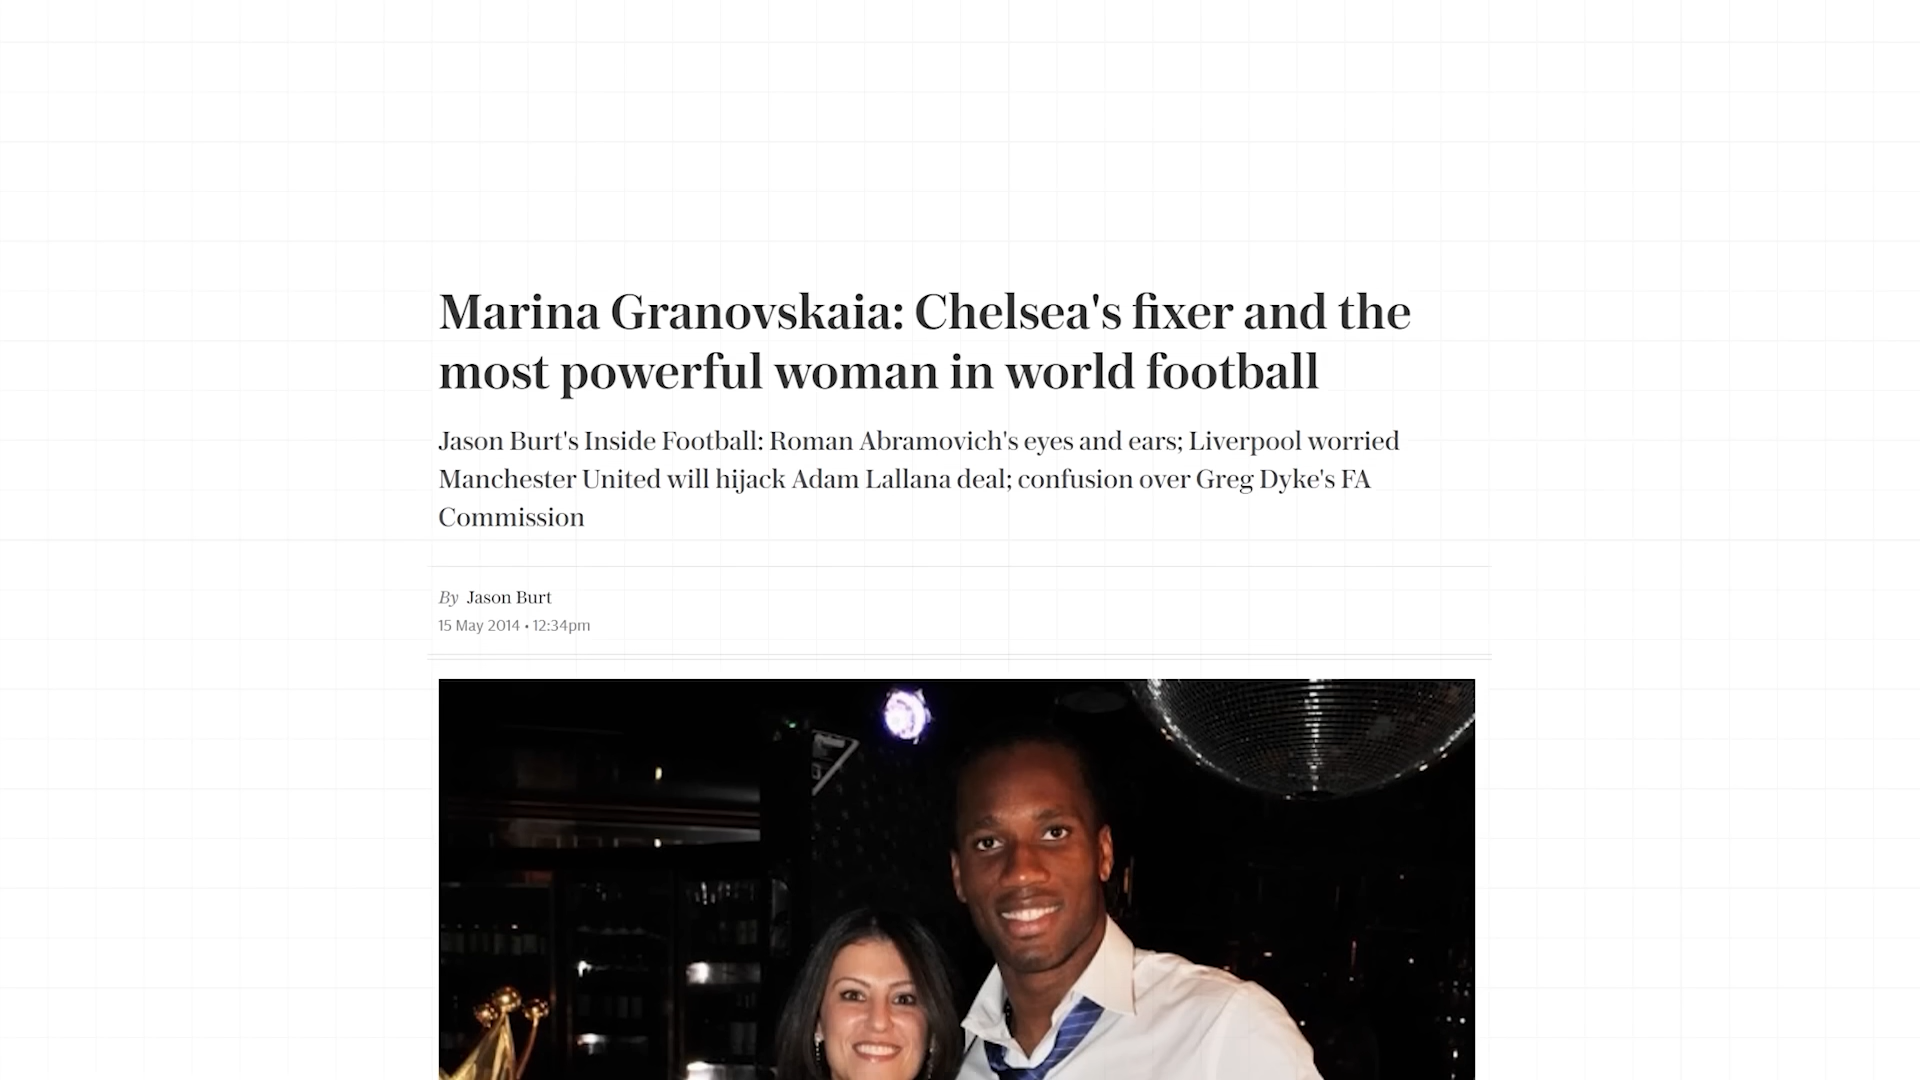 Marina Granovskaia: Chelsea's fixer and the
most powerful woman in world football
Jason Burt's Inside Football: Roman Abramovich's eyes and ears; Liverpool worried
Manchester United will hijack Adam Lallana deal; confusion over Greg Dyke's FA
Commission
By Jason Burt
15 May 2014 • 12:34pm